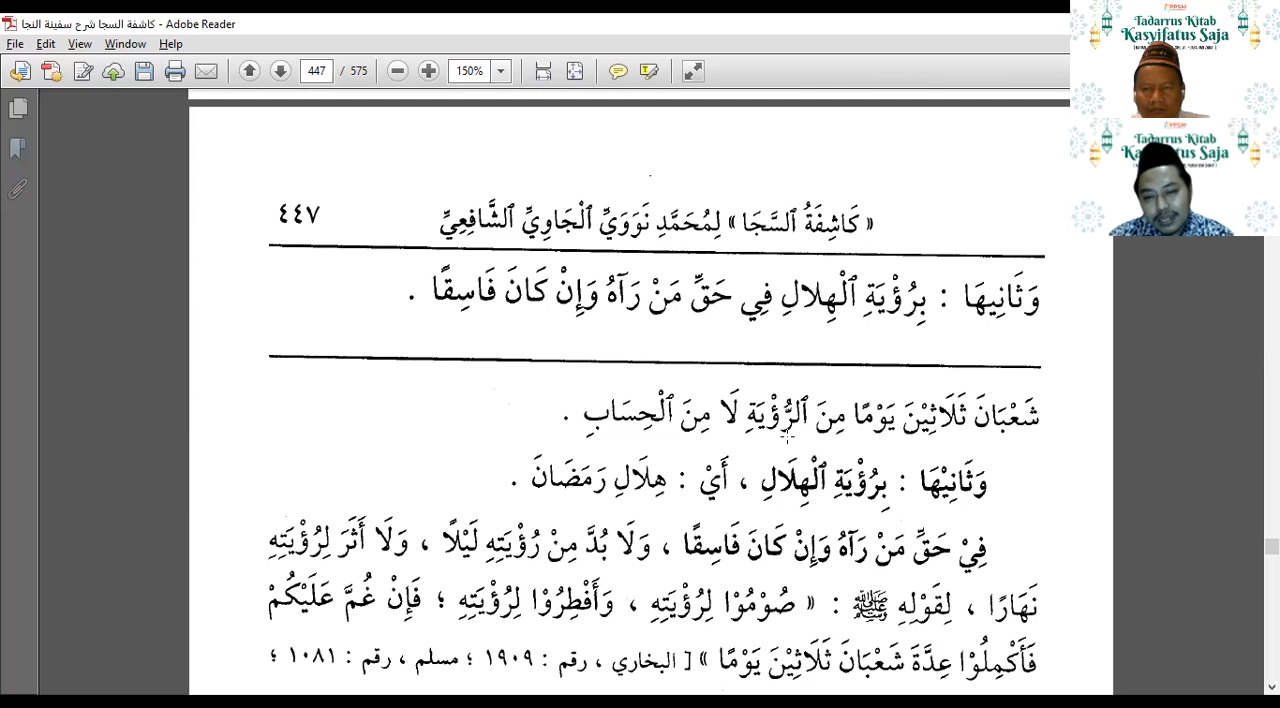 كاشفة السجا شرح سفينة النجا - Adobe Reader
File Edit View Window Help
447 / 575 150%
PPSM
Tadarrus Kitab
Kasyifatus Saja
PPSM
Tadarrus Kitab
Saja
« كَاشِفَةُ ٱلسَّجَا » لِمُحَمَّدِ نَوَوِيِّ ٱلْجَاوِيِّ ٱلشَّافِعِيِّ ٤٤٧
وَثَانِيهَا : بِرُؤْيَةِ ٱلْهِلالِ فِي حَقِّ مَنْ رَآهُ وَإِنْ كَانَ فَاسِقًا .
شَعْبَانَ ثَلَاثِيْنَ يَوْمًا مِنَ ٱلرُّؤْيَةِ لَا مِنَ ٱلْحِسَابِ .
وَثَانِيْهَا : بِرُؤْيَةِ ٱلْهِلَالِ ، أَيْ : هِلَالِ رَمَضَانَ .
فِيْ حَقِّ مَنْ رَآهُ وَإِنْ كَانَ فَاسِقًا ، وَلَا بُدَّ مِنْ رُؤْيَتِهِ لَيْلًا ، وَلَا أَثَرَ لِرُؤْيَتِهِ
نَهَارًا ، لِقَوْلِهِ ﷺ : « صُوْمُوْا لِرُؤْيَتِهِ ، وَأَفْطِرُوْا لِرُؤْيَتِهِ ؛ فَإِنْ غُمَّ عَلَيْكُمْ
فَأَكْمِلُوْا عِدَّةَ شَعْبَانَ ثَلَاثِيْنَ يَوْمًا » [ البخاري ، رقم : ١٩٠٩ ؛ مسلم ، رقم : ١٠٨١ ؛